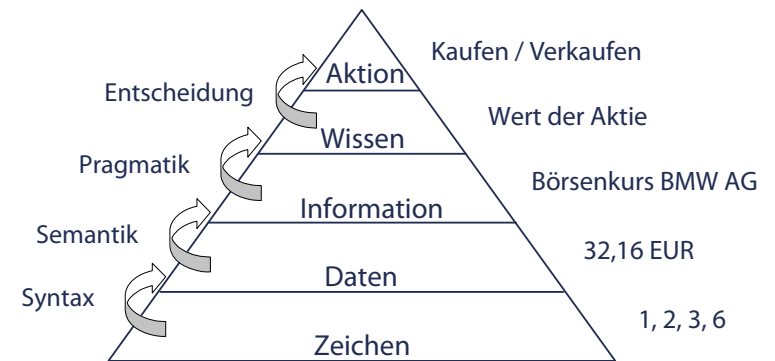 Kaufen / Verkaufen
Aktion
Entscheidung
Wert der Aktie
Wissen
Pragmatik
Börsenkurs BMW AG
Information
Semantik
32,16 EUR
Daten
Syntax
1, 2, 3, 6
Zeichen